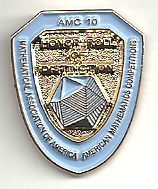 AMC 10
HONOR ROLL
OF
DISTINCTION
MATHEMATICAL ASSOCIATION OF AMERICA
AMERICAN MATHEMATICS COMPETITIONS